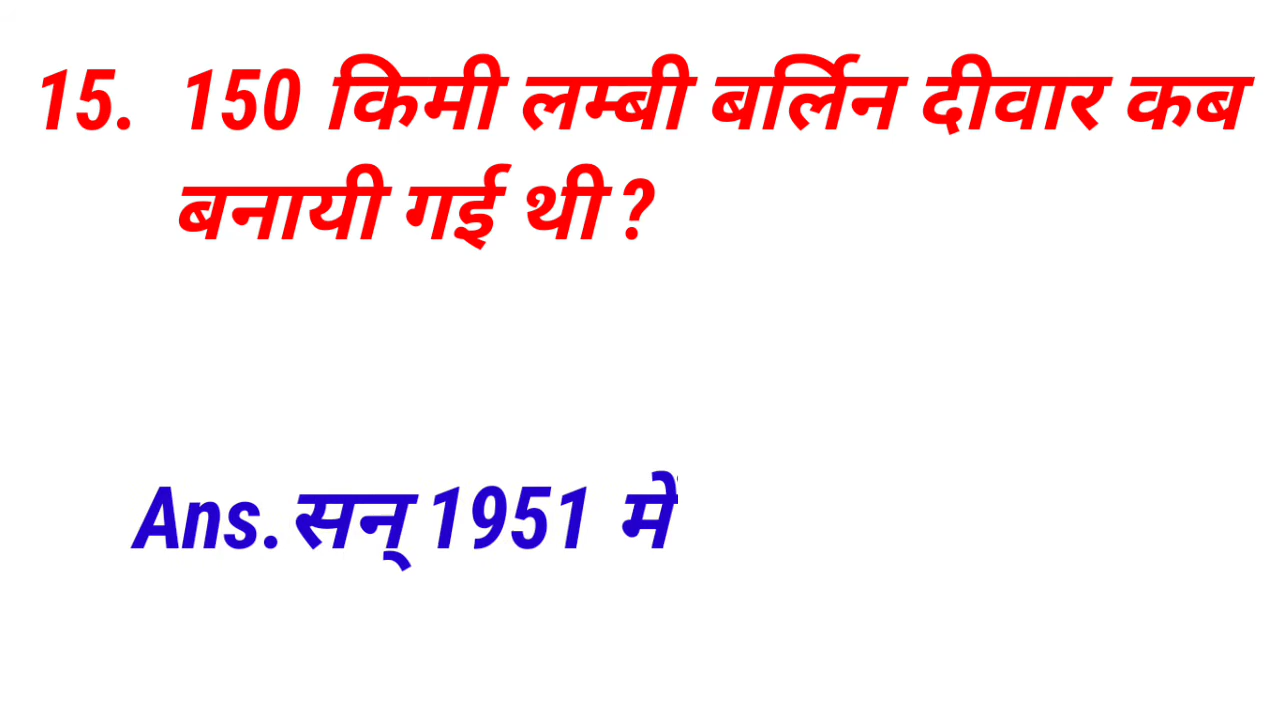 15. 150 किमी लम्बी बर्लिन दीवार कब
बनायी गई थी ?
Ans. सन् 1951 में